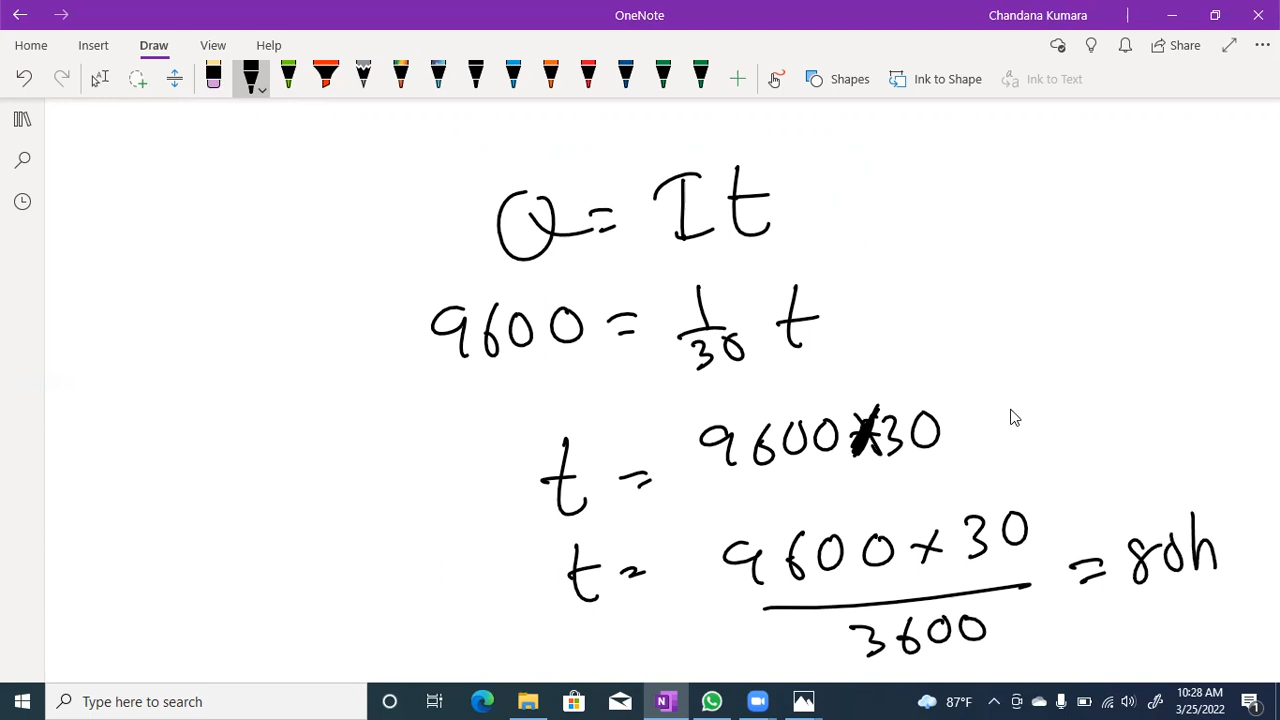 OneNote
Chandana Kumara
Home Insert Draw View Help
Share
Shapes Ink to Shape Ink to Text
Q = It
9600 = 1/30 t
t = 9600 x 30
t = 9600 x 30 / 3600 = 80h
Type here to search
87°F
10:28 AM
3/25/2022
1